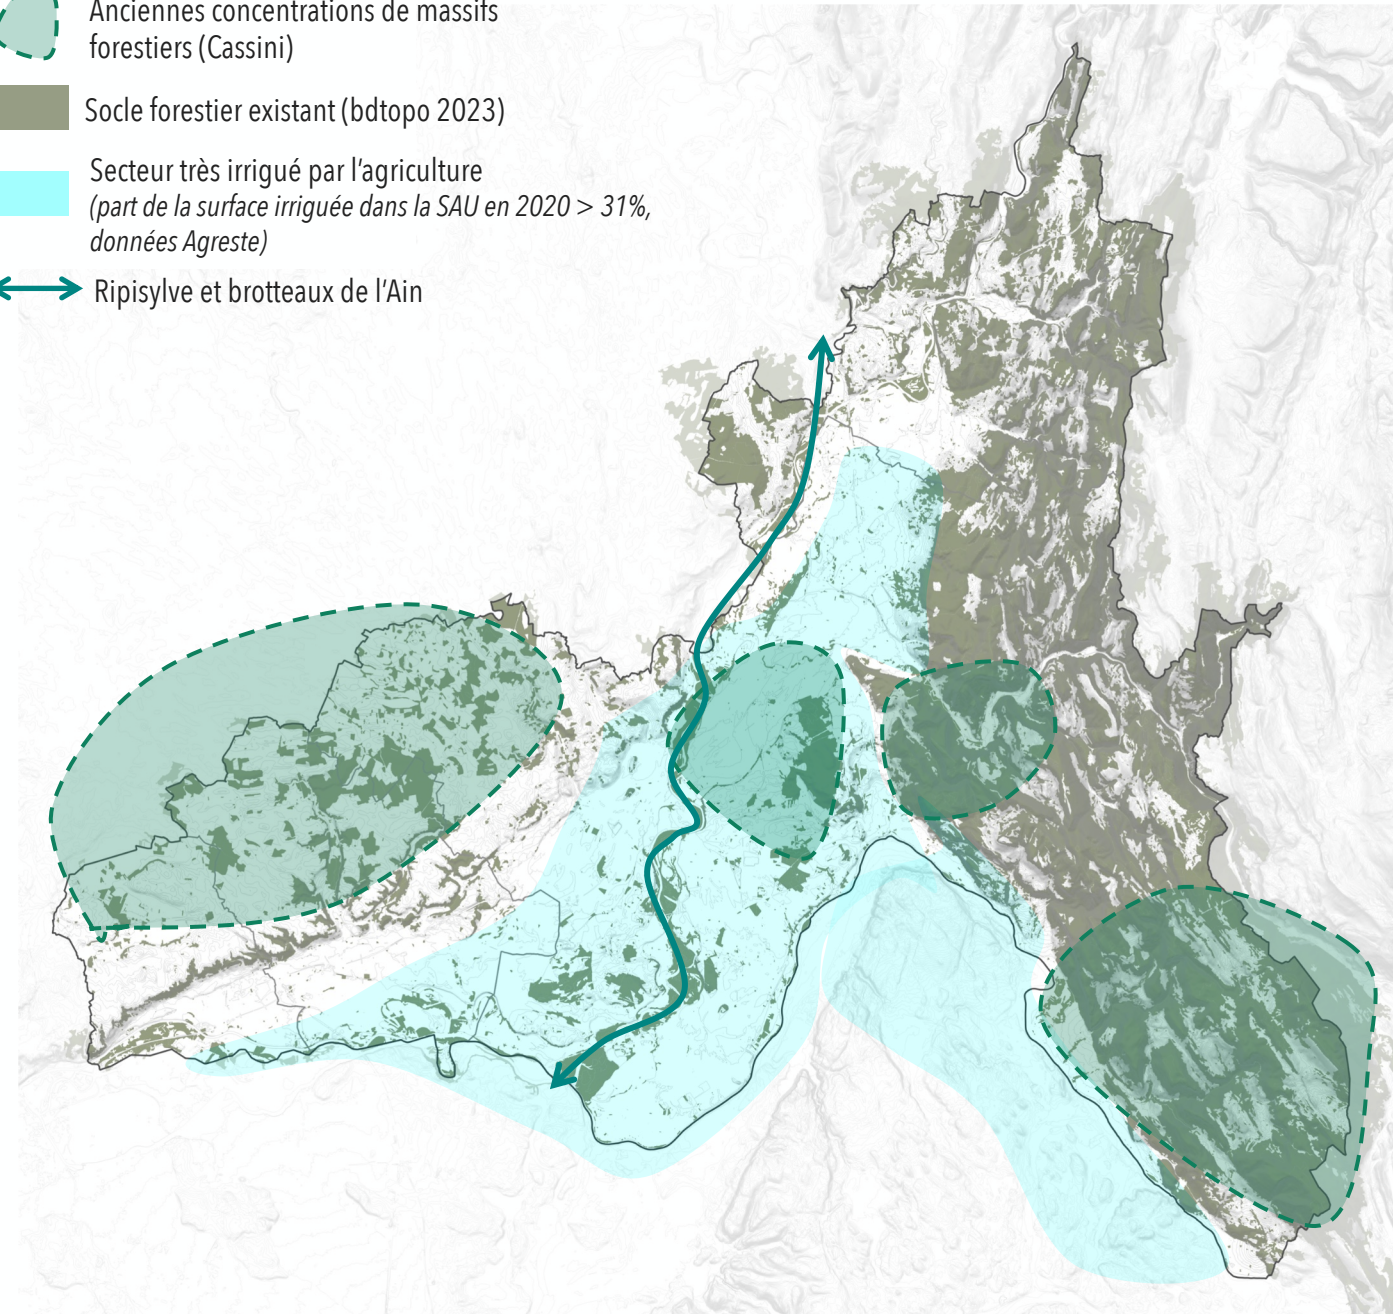 Anciennes concentrations de massifs
forestiers (Cassini)
Socle forestier existant (bdtopo 2023)
Secteur très irrigué par l'agriculture
(part de la surface irriguée dans la SAU en 2020 > 31%,
données Agreste)
Ripisylve et brotteaux de l'Ain